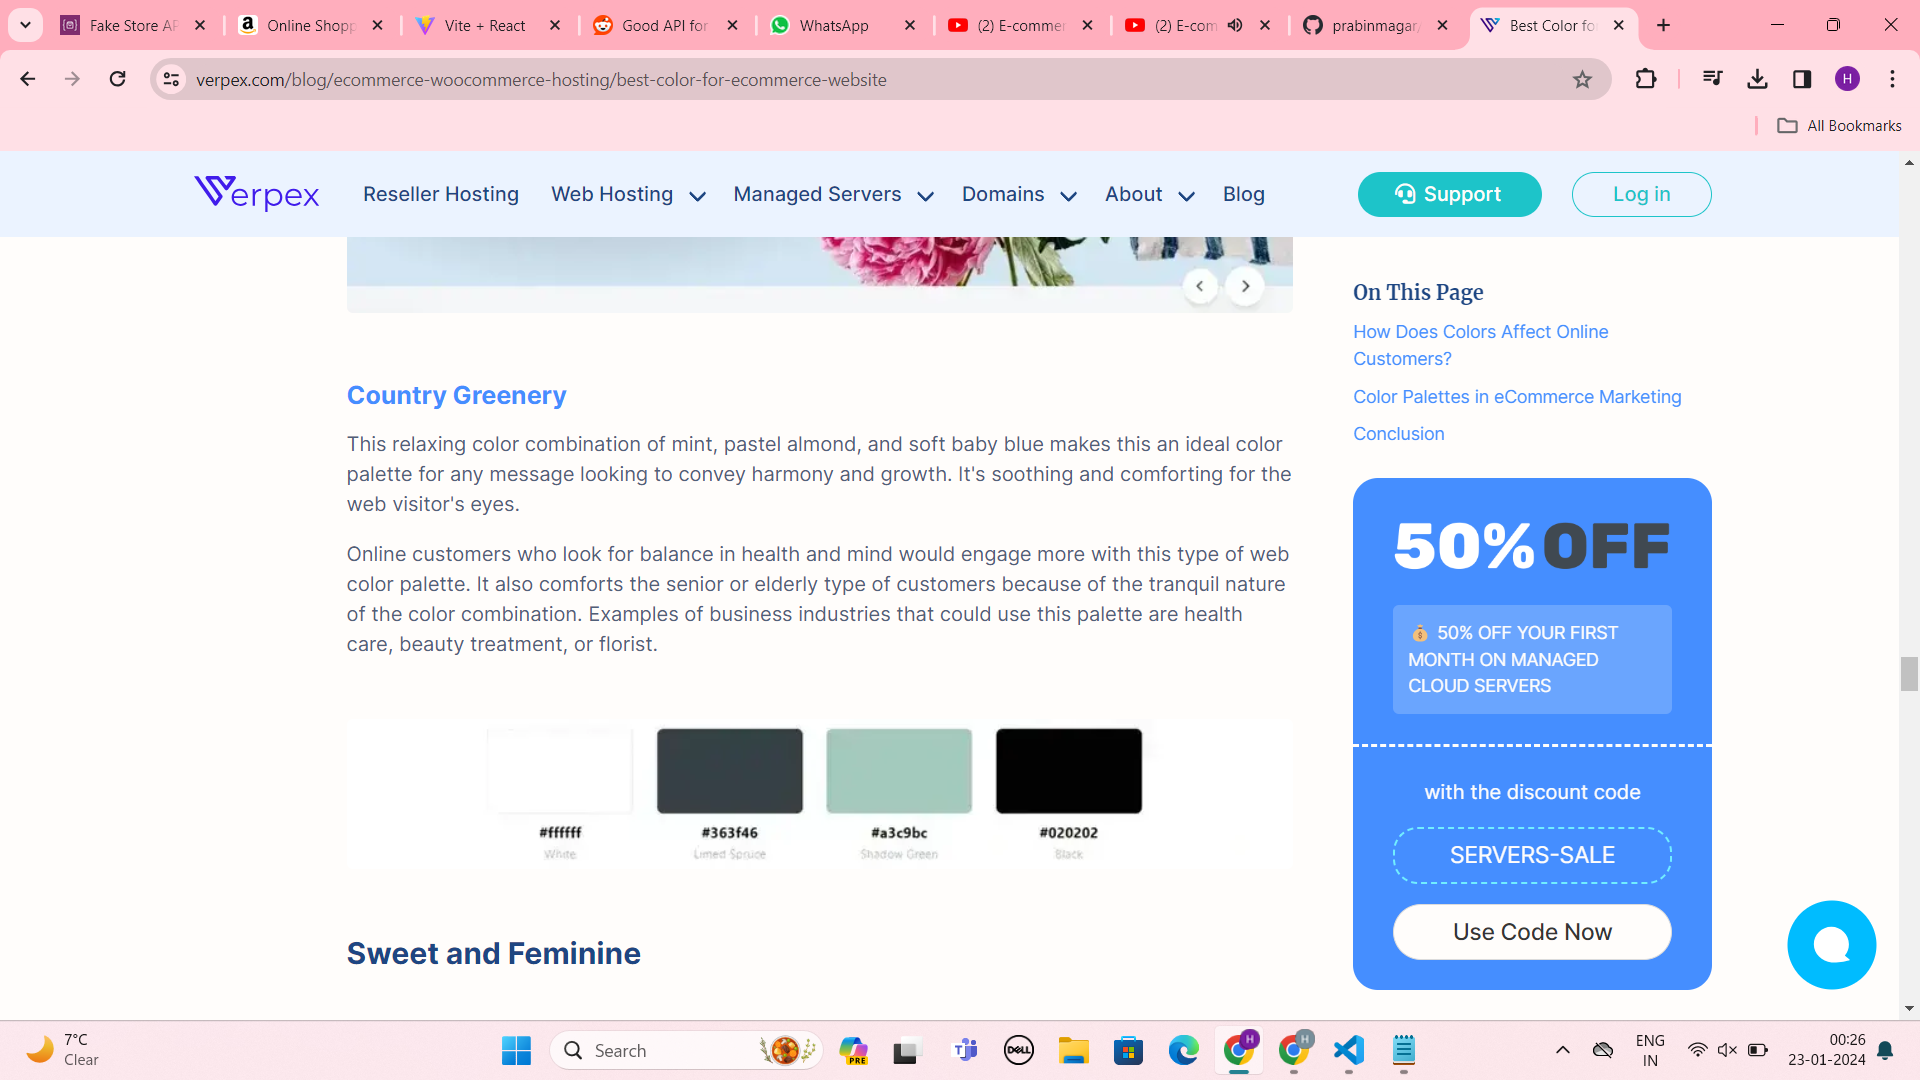 Fake Store AP
Online Shopp
Vite + React
Good API for
WhatsApp
(2) E-commer
(2) E-com
prabinmagar/
Best Color fo
verpex.com/blog/ecommerce-woocommerce-hosting/best-color-for-ecommerce-website
H
All Bookmarks
Verpex
Reseller Hosting
Web Hosting
Managed Servers
Domains
About
Blog
Support
Log in
On This Page
How Does Colors Affect Online
Customers?
Color Palettes in eCommerce Marketing
Conclusion
Country Greenery
This relaxing color combination of mint, pastel almond, and soft baby blue makes this an ideal color
palette for any message looking to convey harmony and growth. It's soothing and comforting for the
web visitor's eyes.
Online customers who look for balance in health and mind would engage more with this type of web
color palette. It also comforts the senior or elderly type of customers because of the tranquil nature
of the color combination. Examples of business industries that could use this palette are health
care, beauty treatment, or florist.
#ffffff
White
#363f46
Limed Spruce
#a3c9bc
Shadow Green
#020202
Black
Sweet and Feminine
50% OFF
50% OFF YOUR FIRST
MONTH ON MANAGED
CLOUD SERVERS
with the discount code
SERVERS-SALE
Use Code Now
7°C
Clear
Search
PRE
DELL
H
H
ENG
IN
00:26
23-01-2024